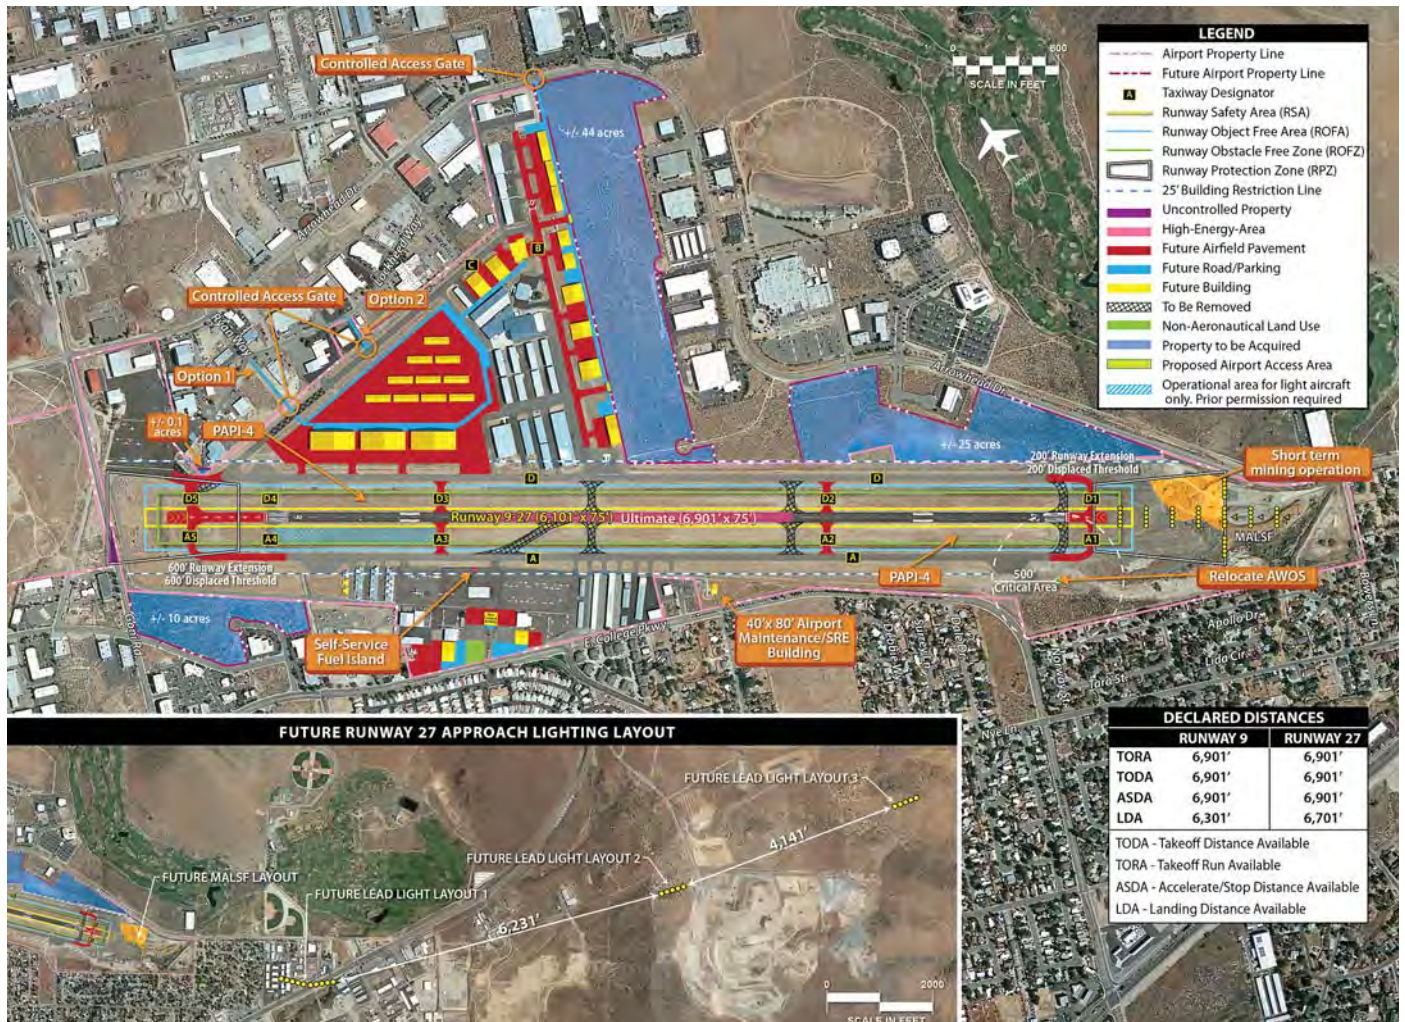 Controlled Access Gate
+/- 44 acres
0 600
SCALE IN FEET
LEGEND
Airport Property Line
Future Airport Property Line
A Taxiway Designator
Runway Safety Area (RSA)
Runway Object Free Area (ROFA)
Runway Obstacle Free Zone (ROFZ)
Runway Protection Zone (RPZ)
25' Building Restriction Line
Uncontrolled Property
High-Energy-Area
Future Airfield Pavement
Future Road/Parking
Future Building
To Be Removed
Non-Aeronautical Land Use
Property to be Acquired
Proposed Airport Access Area
Operational area for light aircraft
only. Prior permission required
Arrowhead Dr.
B
C
Controlled Access Gate
Option 2
Option 1
+/- 0.1
acres
PAPI-4
Arrowhead Dr.
+/- 25 acres
200' Runway Extension
200' Displaced Threshold
Short term
mining operation
D
D
D5
D4
D3
D2
D1
Runway 9-27 (6,101' x 75')
Ultimate (6,901' x 75')
A5
A4
A3
A2
A1
A
A
MALSF
600' Runway Extension
600' Displaced Threshold
PAPI-4
500'
Critical Area
Relocate AWOS
+/- 10 acres
Goni Rd.
Self-Service
Fuel Island
E. College Pkwy
40' x 80' Airport
Maintenance/SRE
Building
Apollo Dr.
Lida Cir.
Tara St.
Nye Ln.
FUTURE RUNWAY 27 APPROACH LIGHTING LAYOUT
FUTURE LEAD LIGHT LAYOUT 3
4,141'
FUTURE LEAD LIGHT LAYOUT 2
FUTURE MALSF LAYOUT
FUTURE LEAD LIGHT LAYOUT 1
6,231'
0 2000
SCALE IN FEET
DECLARED DISTANCES
RUNWAY 9 RUNWAY 27
TORA 6,901' 6,901'
TODA 6,901' 6,901'
ASDA 6,901' 6,901'
LDA 6,301' 6,701'
TODA - Takeoff Distance Available
TORA - Takeoff Run Available
ASDA - Accelerate/Stop Distance Available
LDA - Landing Distance Available